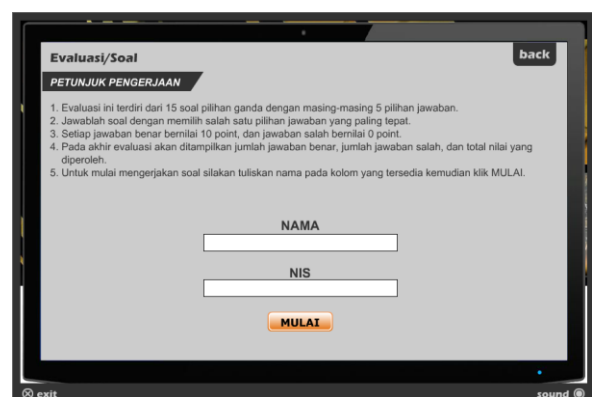 Evaluasi/Soal
back
PETUNJUK PENGERJAAN
1. Evaluasi ini terdiri dari 15 soal pilihan ganda dengan masing-masing 5 pilihan jawaban.
2. Jawablah soal dengan memilih salah satu pilihan jawaban yang paling tepat.
3. Setiap jawaban benar bernilai 10 point, dan jawaban salah bernilai 0 point.
4. Pada akhir evaluasi akan ditampilkan jumlah jawaban benar, jumlah jawaban salah, dan total nilai yang
diperoleh.
5. Untuk mulai mengerjakan soal silakan tuliskan nama pada kolom yang tersedia kemudian klik MULAI.
NAMA
NIS
MULAI
exit
sound